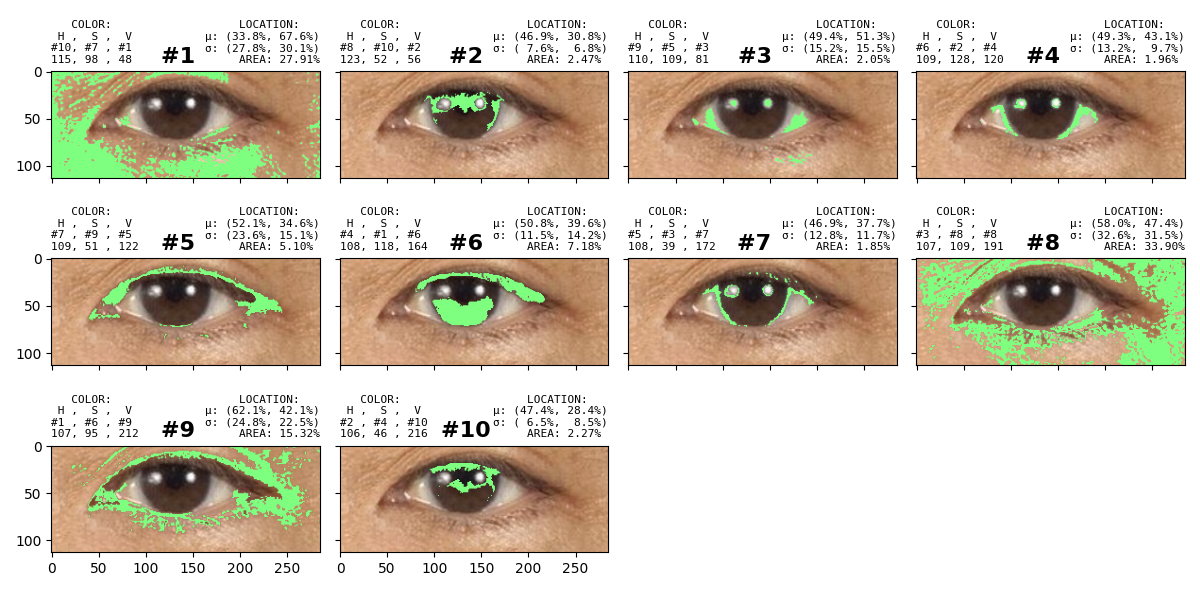 COLOR: LOCATION:
H , S , V μ: (33.8%, 67.6%)
#10, #7 , #1 #1 σ: (27.8%, 30.1%)
115, 98 , 48 AREA: 27.91%
COLOR: LOCATION:
H , S , V μ: (46.9%, 30.8%)
#8 , #10, #2 #2 σ: ( 7.6%, 6.8%)
123, 52 , 56 AREA: 2.47%
COLOR: LOCATION:
H , S , V μ: (49.4%, 51.3%)
#9 , #5 , #3 #3 σ: (15.2%, 15.5%)
110, 109, 81 AREA: 2.05%
COLOR: LOCATION:
H , S , V μ: (49.3%, 43.1%)
#6 , #2 , #4 #4 σ: (13.2%, 9.7%)
109, 128, 120 AREA: 1.96%
0
50
100
COLOR: LOCATION:
H , S , V μ: (52.1%, 34.6%)
#7 , #9 , #5 #5 σ: (23.6%, 15.1%)
109, 51 , 122 AREA: 5.10%
COLOR: LOCATION:
H , S , V μ: (50.8%, 39.6%)
#4 , #1 , #6 #6 σ: (11.5%, 14.2%)
108, 118, 164 AREA: 7.18%
COLOR: LOCATION:
H , S , V μ: (46.9%, 37.7%)
#5 , #3 , #7 #7 σ: (12.8%, 11.7%)
108, 39 , 172 AREA: 1.85%
COLOR: LOCATION:
H , S , V μ: (58.0%, 47.4%)
#3 , #8 , #8 #8 σ: (32.6%, 31.5%)
107, 109, 191 AREA: 33.90%
0
50
100
COLOR: LOCATION:
H , S , V μ: (62.1%, 42.1%)
#1 , #6 , #9 #9 σ: (24.8%, 22.5%)
107, 95 , 212 AREA: 15.32%
COLOR: LOCATION:
H , S , V μ: (47.4%, 28.4%)
#2 , #4 , #10 #10 σ: ( 6.5%, 8.5%)
106, 46 , 216 AREA: 2.27%
0
50
100
0 50 100 150 200 250
0 50 100 150 200 250